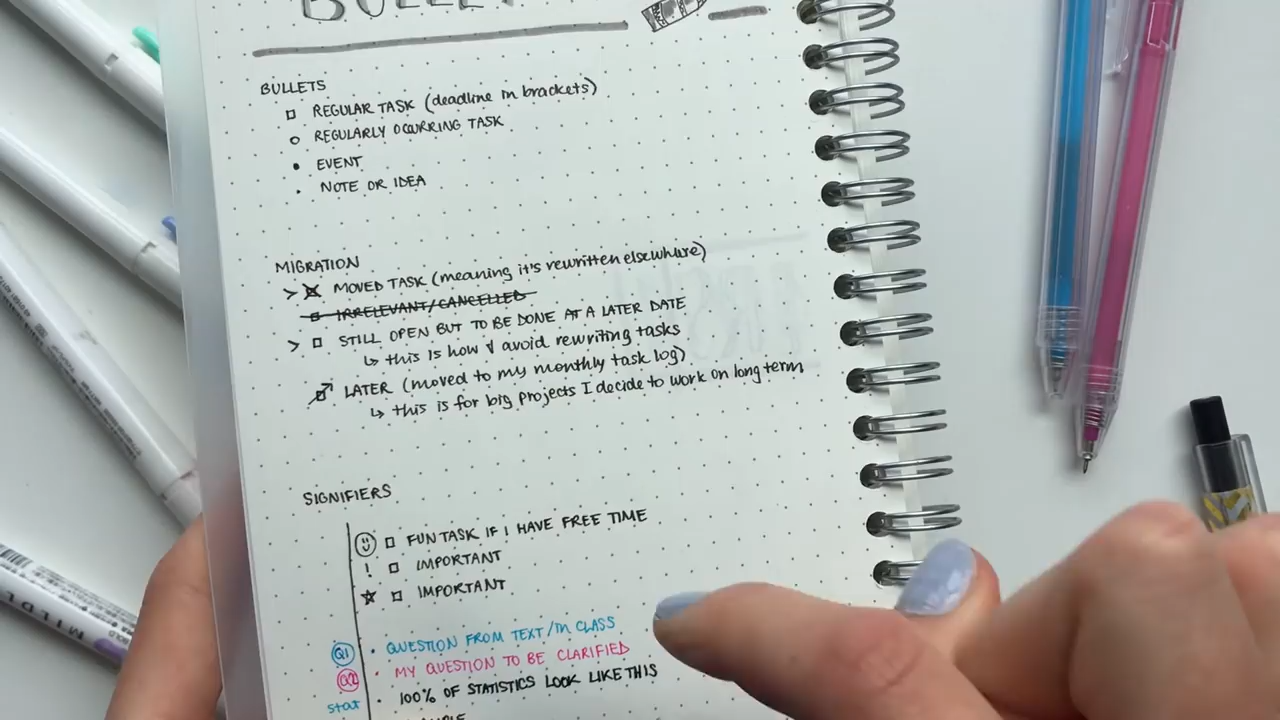 BULLET
BULLETS
REGULAR TASK (deadline in brackets)
REGULARLY OCURRING TASK
EVENT
NOTE OR IDEA
MIGRATION
> MOVED TASK (meaning it's rewritten elsewhere)
IRRELEVANT/CANCELLED
> STILL OPEN BUT TO BE DONE AT A LATER DATE
↳ this is how I avoid rewriting tasks
LATER (moved to my monthly task log)
↳ this is for big projects I decide to work on long term
SIGNIFIERS
FUN TASK IF I HAVE FREE TIME
! IMPORTANT
IMPORTANT
Q1 • QUESTION FROM TEXT/IN CLASS
• MY QUESTION TO BE CLARIFIED
stat • 100% OF STATISTICS LOOK LIKE THIS
MILDL